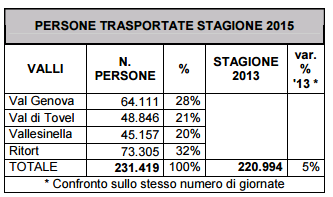 PERSONE TRASPORTATE STAGIONE 2015
VALLI N. PERSONE % STAGIONE 2013 var. % '13 *
Val Genova 64.111 28%
Val di Tovel 48.846 21%
Vallesinella 45.157 20%
Ritort 73.305 32%
TOTALE 231.419 100% 220.994 5%
* Confronto sullo stesso numero di giornate